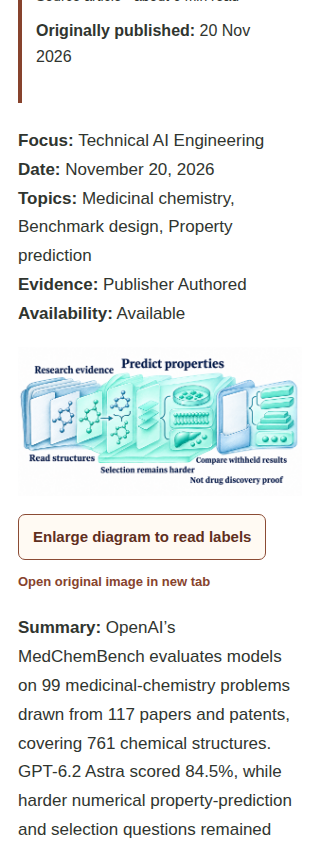 Originally published: 20 Nov
2026
Focus: Technical AI Engineering
Date: November 20, 2026
Topics: Medicinal chemistry,
Benchmark design, Property
prediction
Evidence: Publisher Authored
Availability: Available
Research evidence
Predict properties
Read structures
Selection remains harder
Compare withheld results
Not drug discovery proof
Enlarge diagram to read labels
Open original image in new tab
Summary: OpenAI’s
MedChemBench evaluates models
on 99 medicinal-chemistry problems
drawn from 117 papers and patents,
covering 761 chemical structures.
GPT-6.2 Astra scored 84.5%, while
harder numerical property-prediction
and selection questions remained